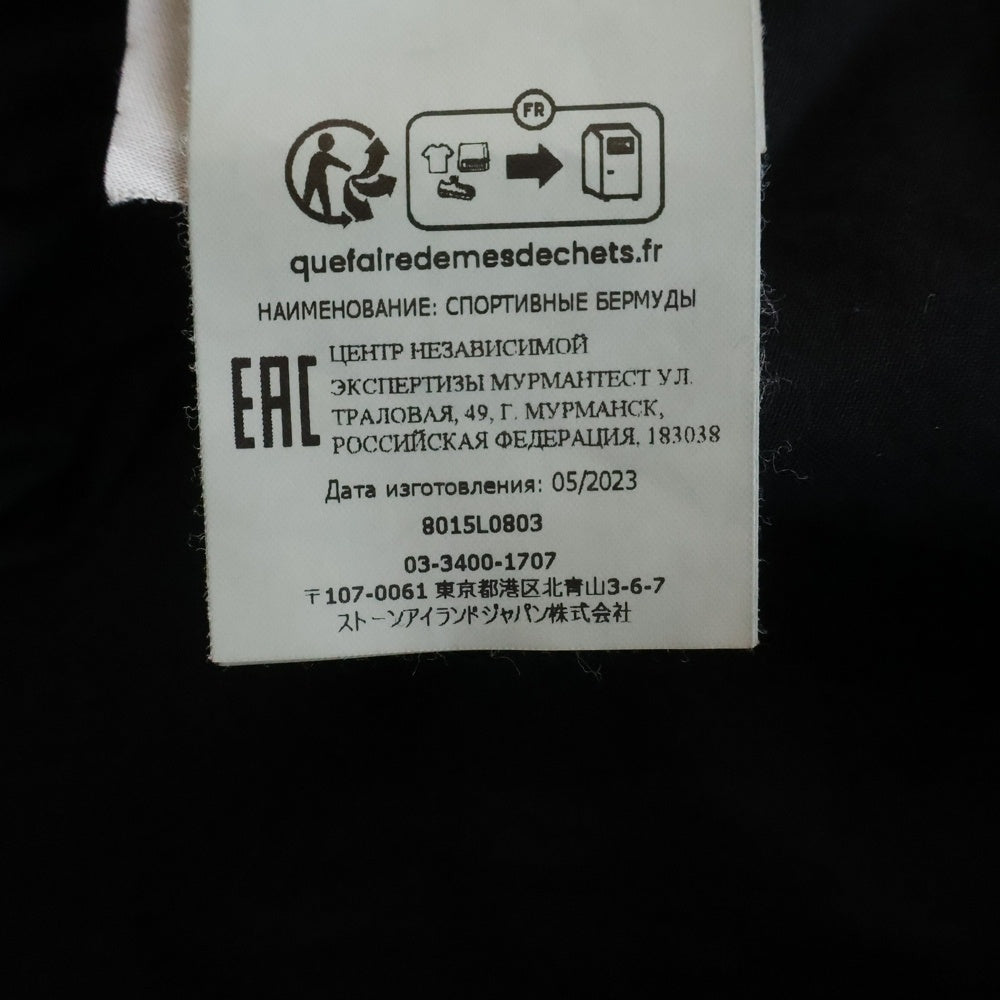 FR
quefairedemesdechets.fr
НАИМЕНОВАНИЕ: СПОРТИВНЫЕ БЕРМУДЫ
EAC
ЦЕНТР НЕЗАВИСИМОЙ
ЭКСПЕРТИЗЫ МУРМАНТЕСТ УЛ.
ТРАЛОВАЯ, 49, Г. МУРМАНСК,
РОССИЙСКАЯ ФЕДЕРАЦИЯ, 183038
Дата изготовления: 05/2023
8015L0803
03-3400-1707
〒107-0061 東京都港区北青山3-6-7
ストーンアイランドジャパン株式会社